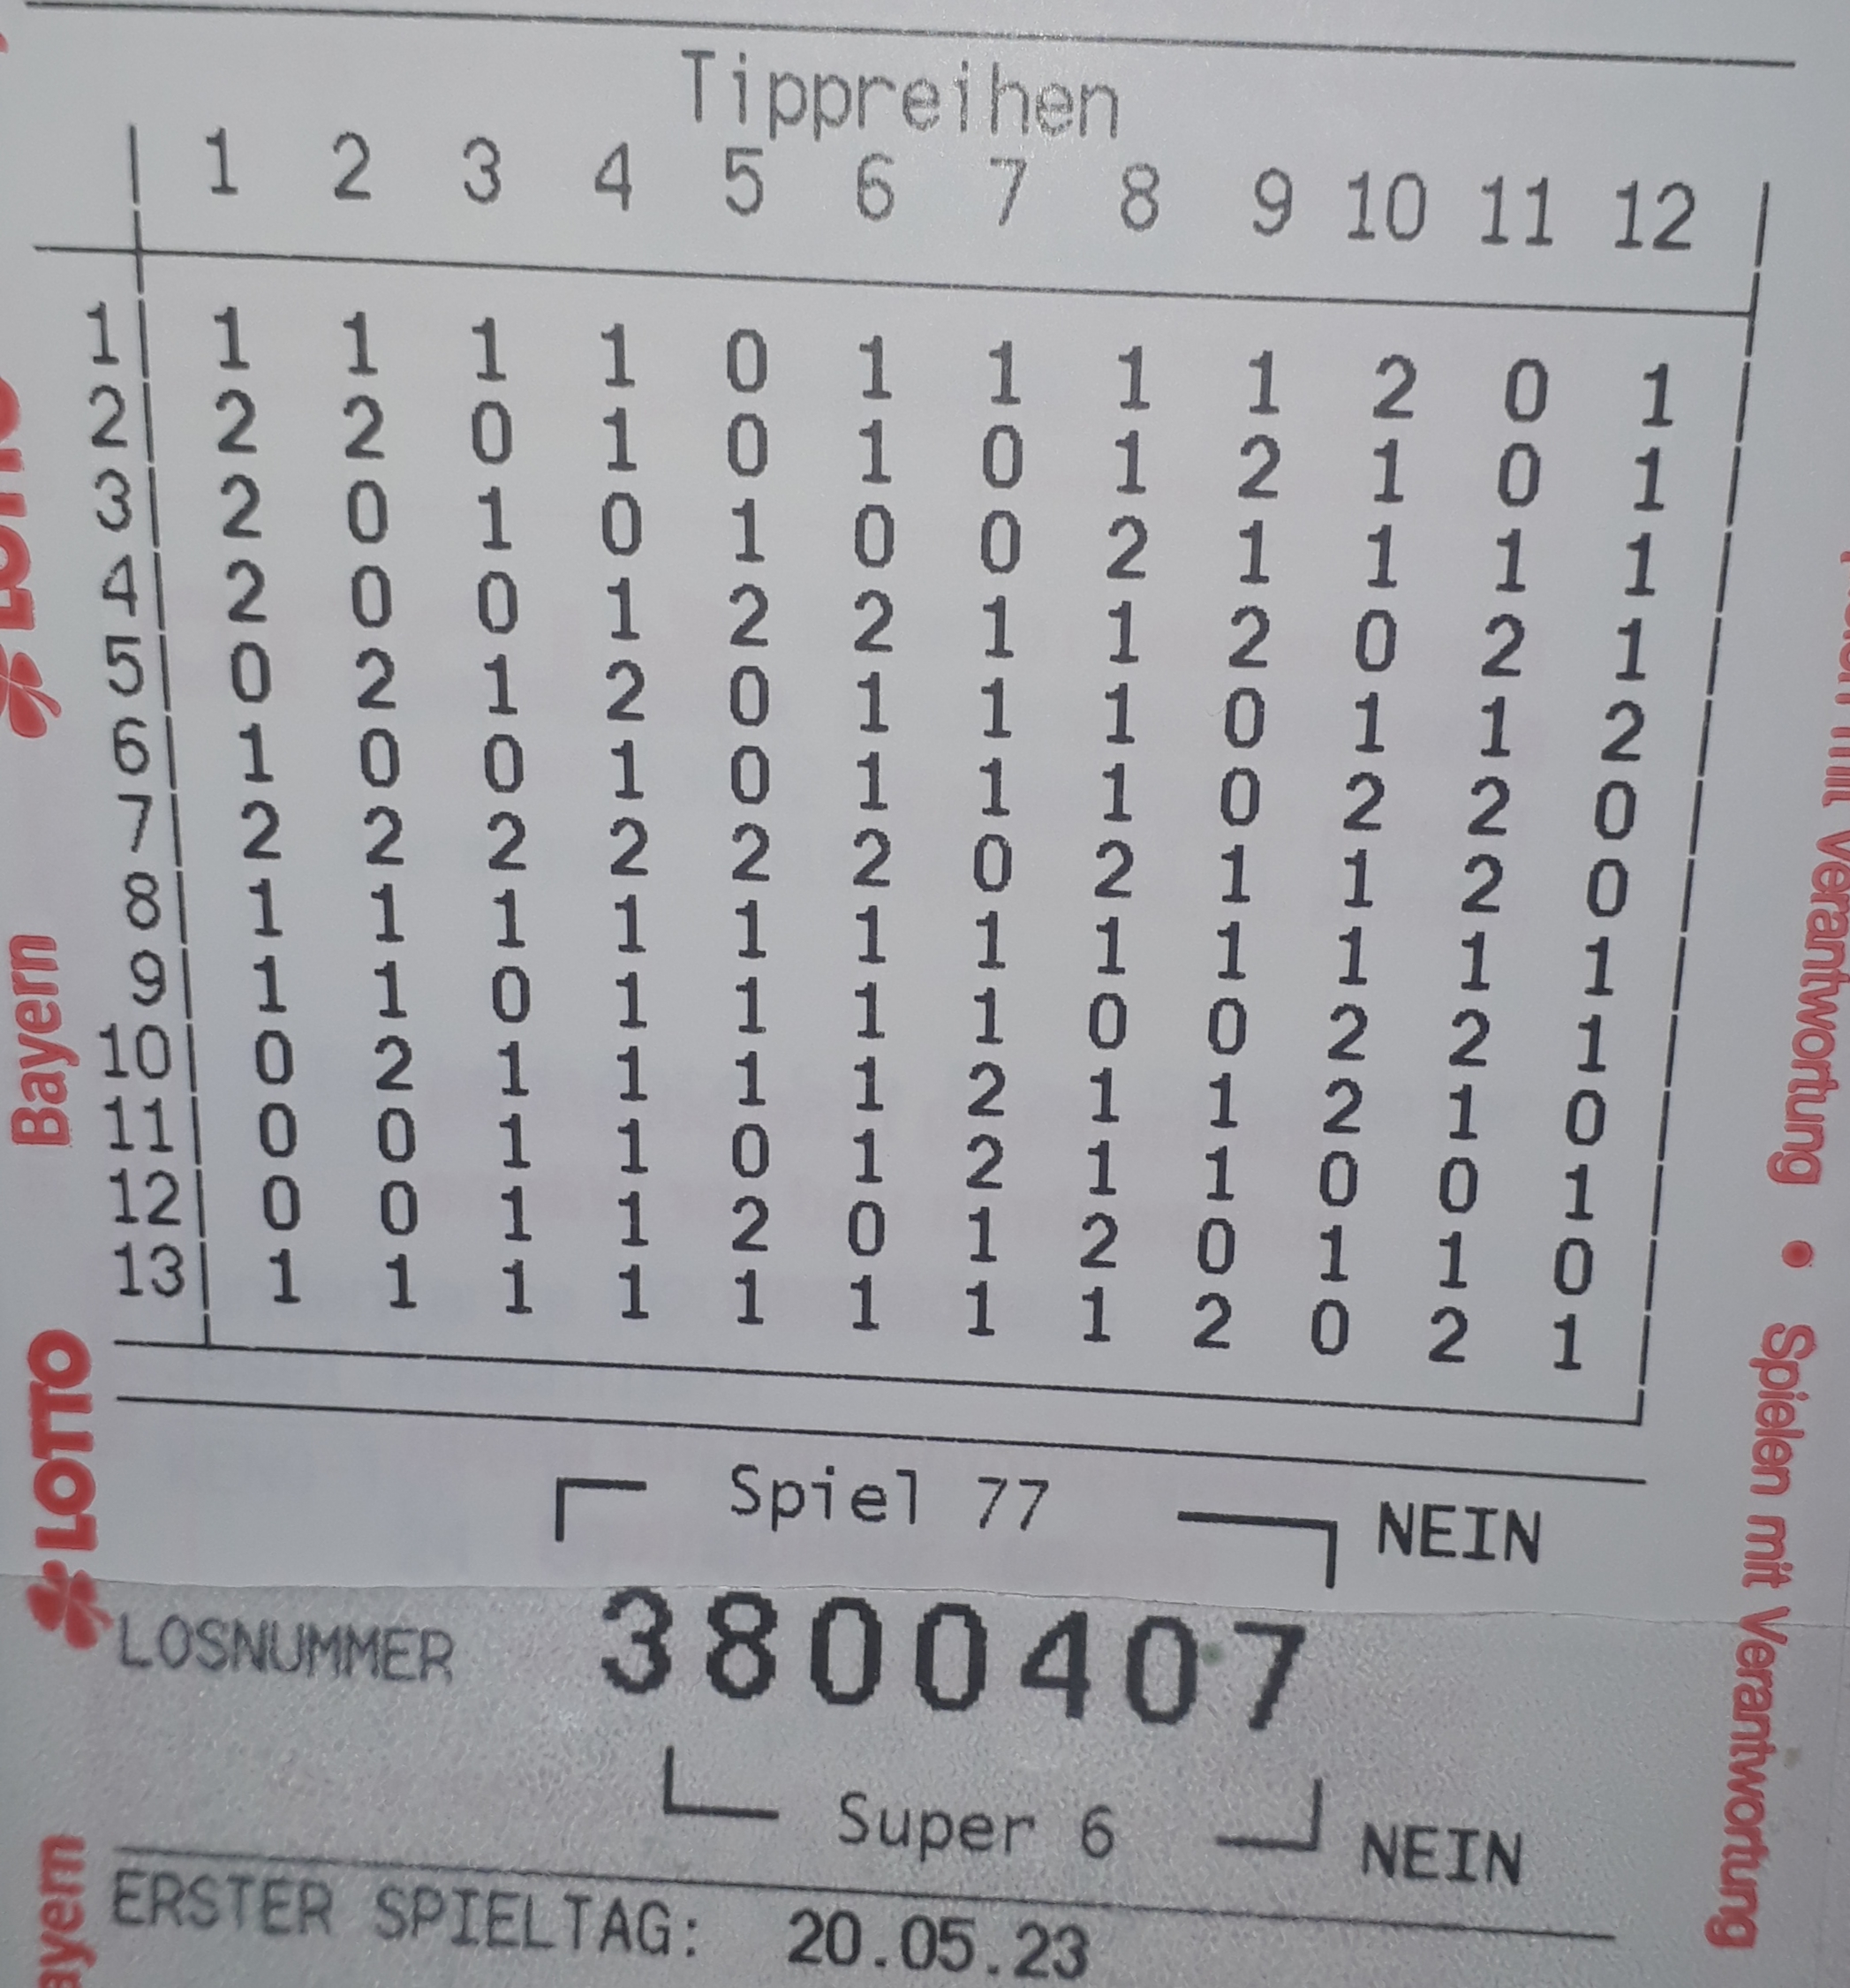 Tippreihen
1 2 3 4 5 6 7 8 9 10 11 12
1 1 1 1 1 0 1 1 1 1 2 0 1
2 2 2 0 1 0 1 0 1 2 1 0 1
3 2 0 1 0 1 0 0 2 1 1 1 1
4 2 0 0 1 2 2 1 1 2 0 2 1
5 0 2 1 2 0 1 1 1 0 1 1 2
6 1 0 0 1 0 1 1 1 0 2 2 0
7 2 2 2 2 2 2 0 2 1 1 2 0
8 1 1 1 1 1 1 1 1 1 1 1 1
9 1 1 0 1 1 1 1 0 0 2 2 1
10 0 2 1 1 1 1 2 1 1 2 1 0
11 0 0 1 1 0 1 2 1 1 0 0 1
12 0 0 1 1 2 0 1 2 0 1 1 0
13 1 1 1 1 1 1 1 1 2 0 2 1
Spiel 77 NEIN
LOSNUMMER 3800407
Super 6 NEIN
ERSTER SPIELTAG: 20.05.23
LOTTO
Bayern
LOTTO
Spielen mit Verantwortung • Spielen mit Verantwortung